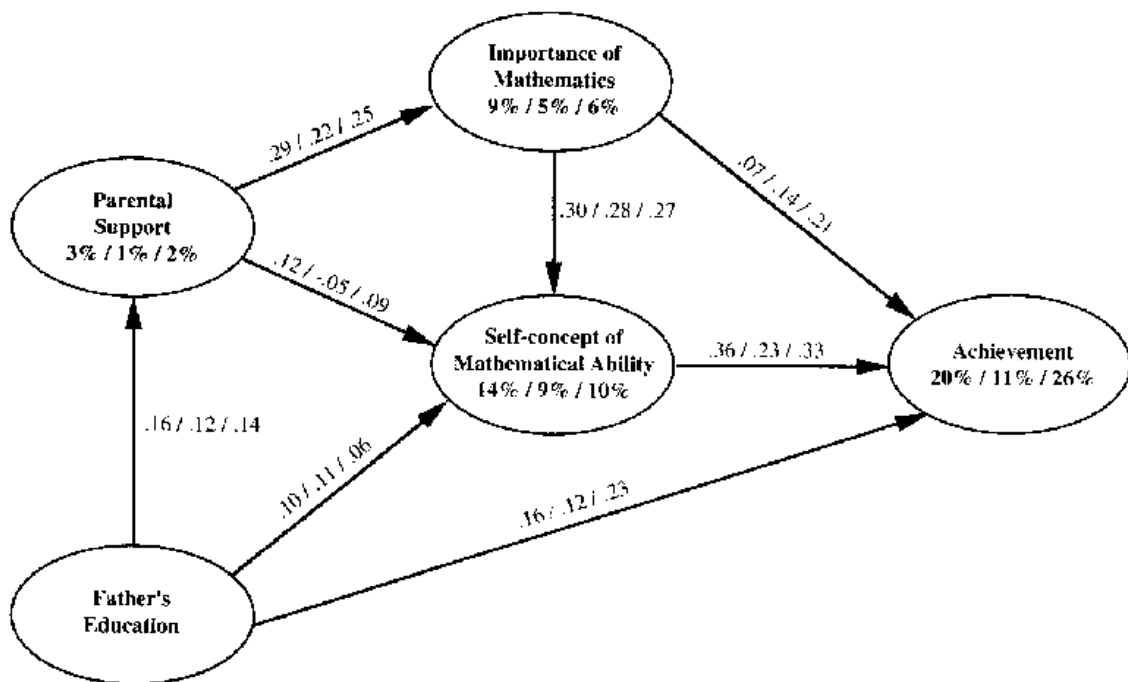 Importance of
Mathematics
9% / 5% / 6%
.29 / .22 / .25
.07 / .14 / .21
Parental
Support
3% / 1% / 2%
.30 / .28 / .27
.12 / -.05 / .09
Self-concept of
Mathematical Ability
14% / 9% / 10%
.36 / .23 / .33
Achievement
20% / 11% / 26%
.16 / .12 / .14
.10 / .11 / .06
.16 / .12 / .23
Father's
Education